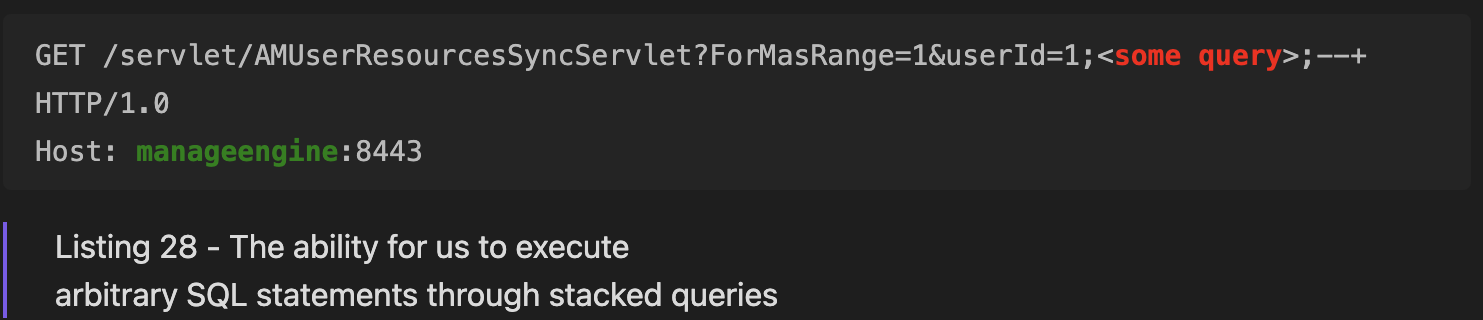 GET /servlet/AMUserResourcesSyncServlet?ForMasRange=1&userId=1;<some query>;--+
HTTP/1.0
Host: manageengine:8443
Listing 28 - The ability for us to execute
arbitrary SQL statements through stacked queries